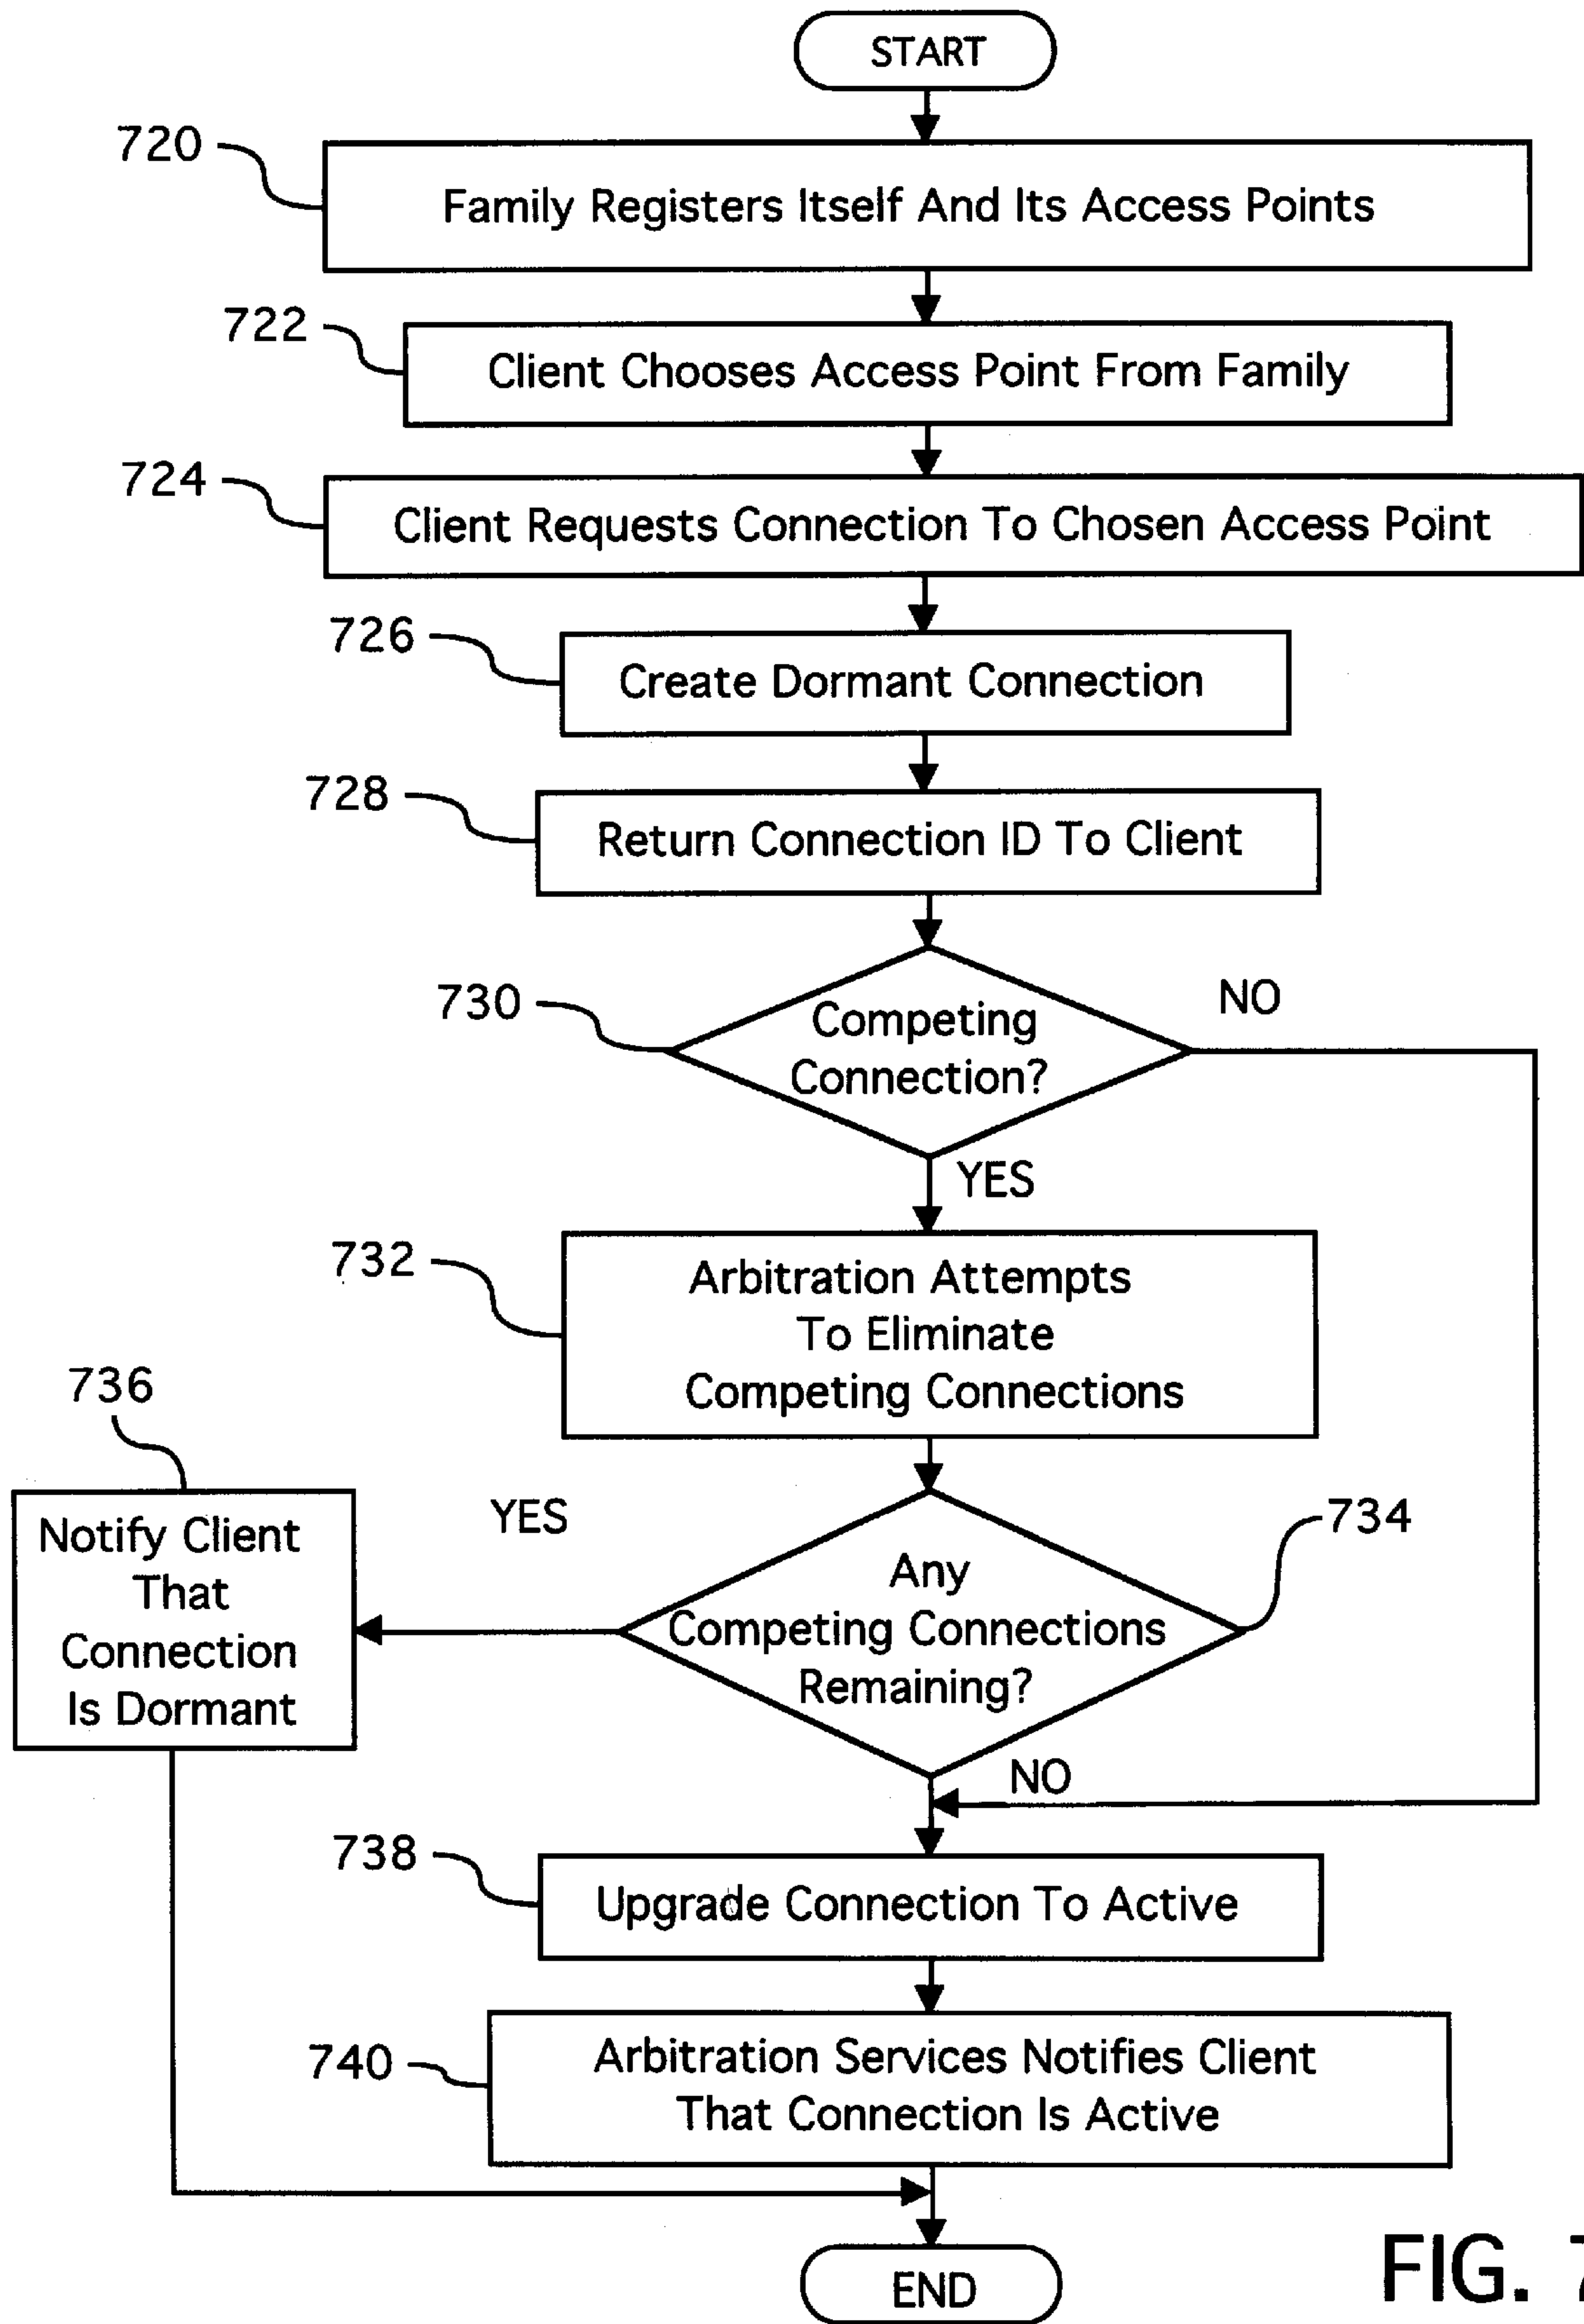 START
720
Family Registers Itself And Its Access Points
722
Client Chooses Access Point From Family
724
Client Requests Connection To Chosen Access Point
726
Create Dormant Connection
728
Return Connection ID To Client
730
Competing
Connection?
NO
YES
732
Arbitration Attempts
To Eliminate
Competing Connections
736
Notify Client
That
Connection
Is Dormant
YES
734
Any
Competing Connections
Remaining?
NO
738
Upgrade Connection To Active
740
Arbitration Services Notifies Client
That Connection Is Active
END
FIG. 7